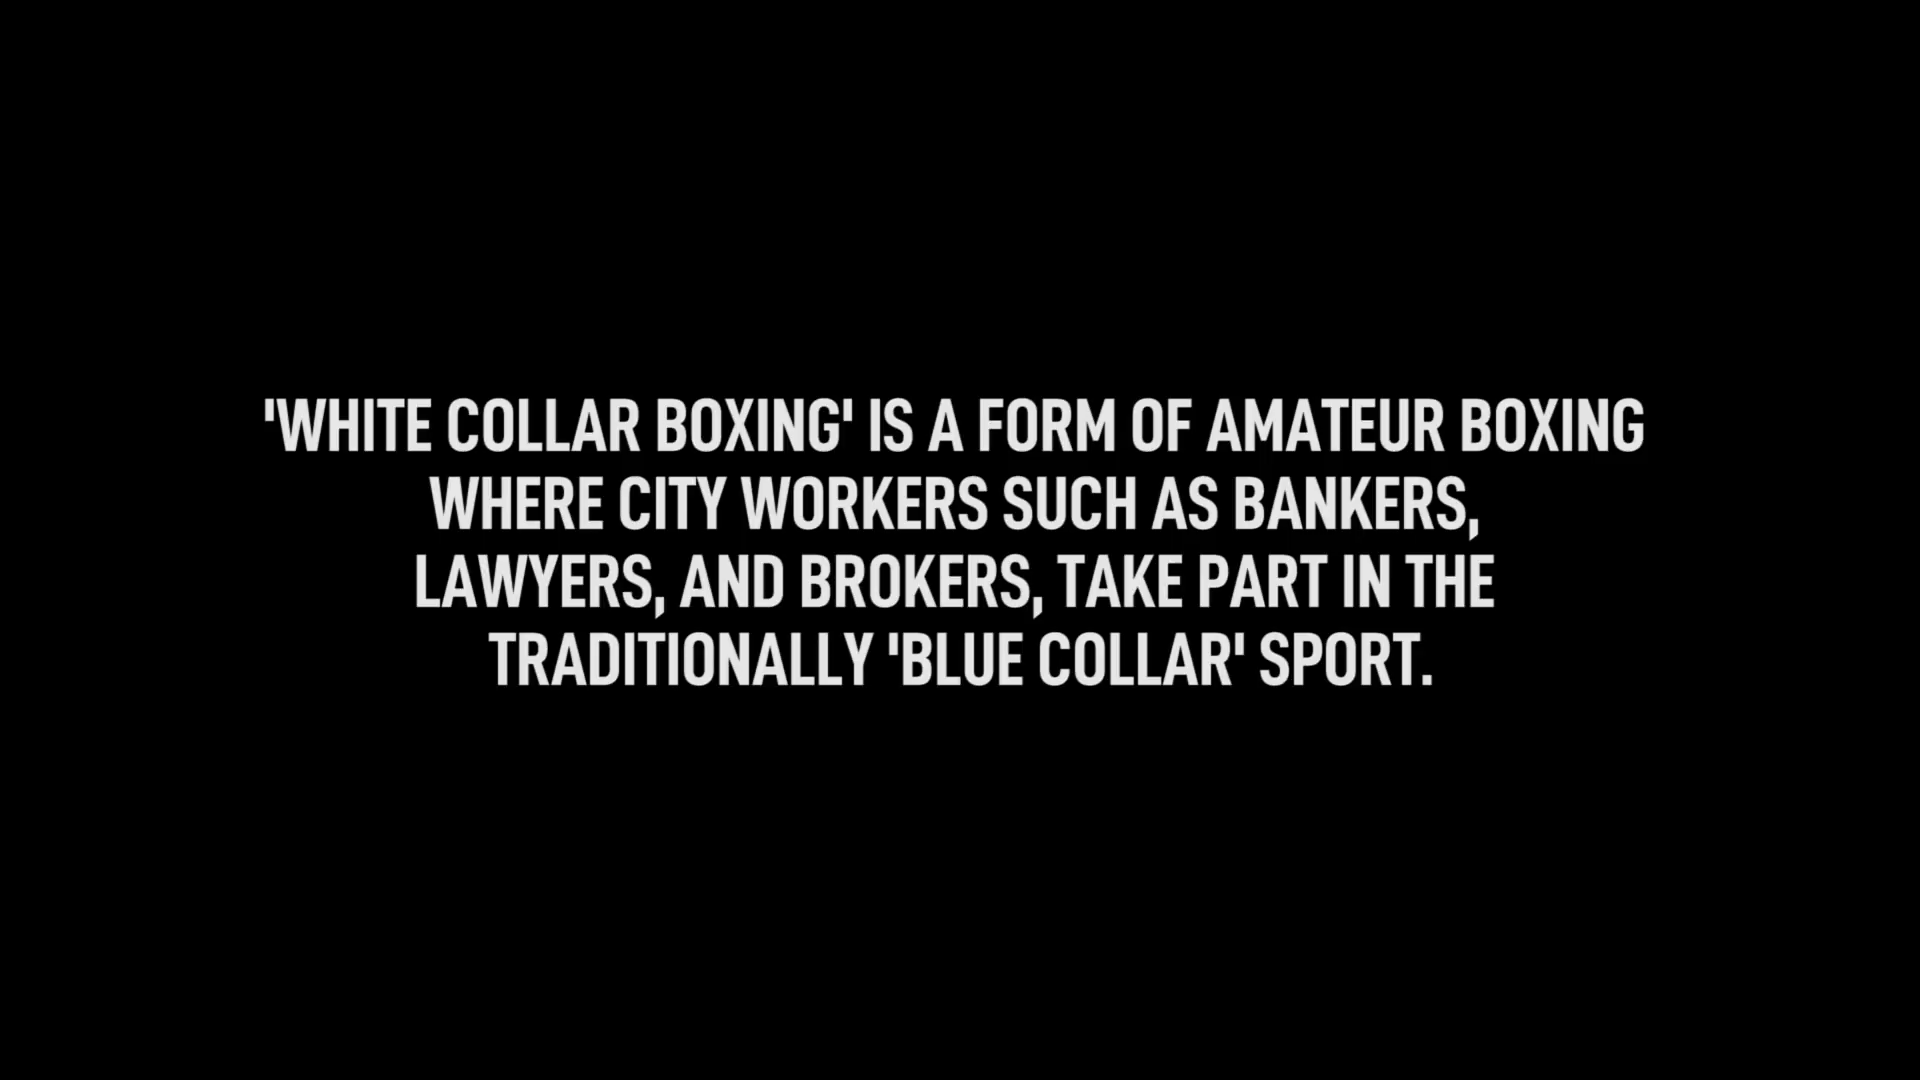 'WHITE COLLAR BOXING' IS A FORM OF AMATEUR BOXING
WHERE CITY WORKERS SUCH AS BANKERS,
LAWYERS, AND BROKERS, TAKE PART IN THE
TRADITIONALLY 'BLUE COLLAR' SPORT.